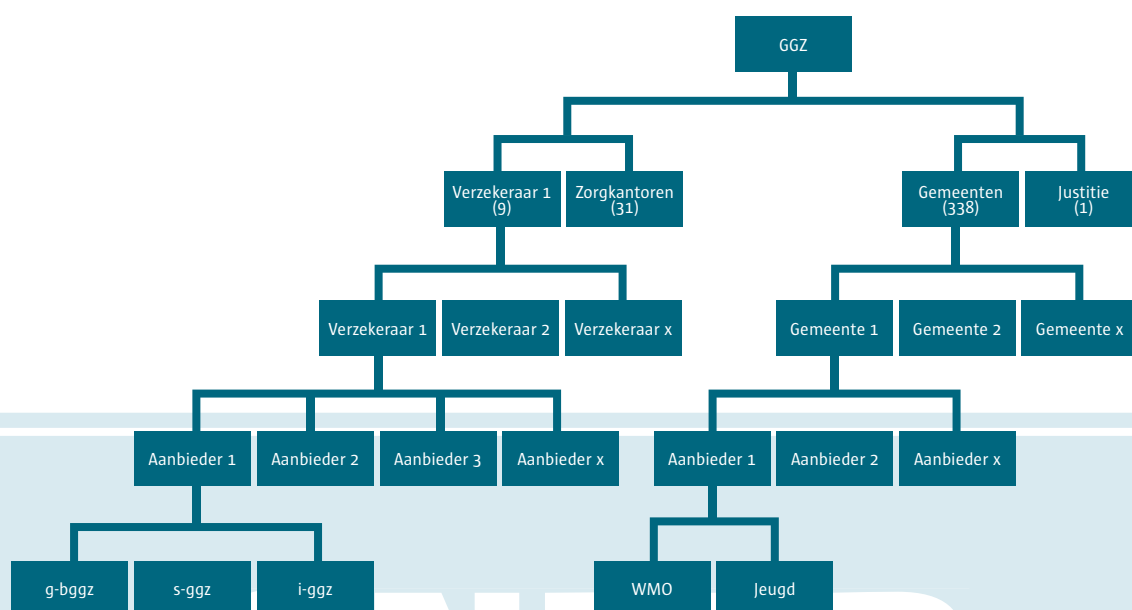 GGZ
Verzekeraar 1
(9)
Zorgkantoren
(31)
Gemeenten
(338)
Justitie
(1)
Verzekeraar 1
Verzekeraar 2
Verzekeraar x
Gemeente 1
Gemeente 2
Gemeente x
Aanbieder 1
Aanbieder 2
Aanbieder 3
Aanbieder x
Aanbieder 1
Aanbieder 2
Aanbieder x
g-bggz
s-ggz
i-ggz
WMO
Jeugd